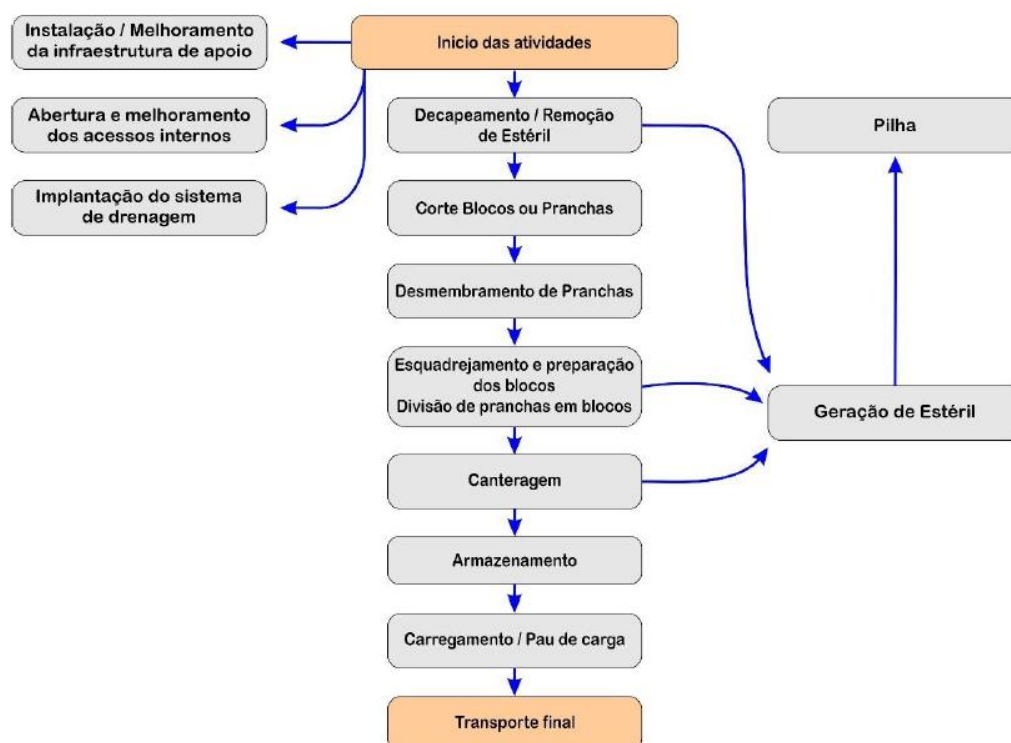 Instalação / Melhoramento
da infraestrutura de apoio
Inicio das atividades
Abertura e melhoramento
dos acessos internos
Decapeamento / Remoção
de Estéril
Pilha
Implantação do sistema
de drenagem
Corte Blocos ou Pranchas
Desmembramento de Pranchas
Esquadrejamento e preparação
dos blocos
Divisão de pranchas em blocos
Geração de Estéril
Canteragem
Armazenamento
Carregamento / Pau de carga
Transporte final